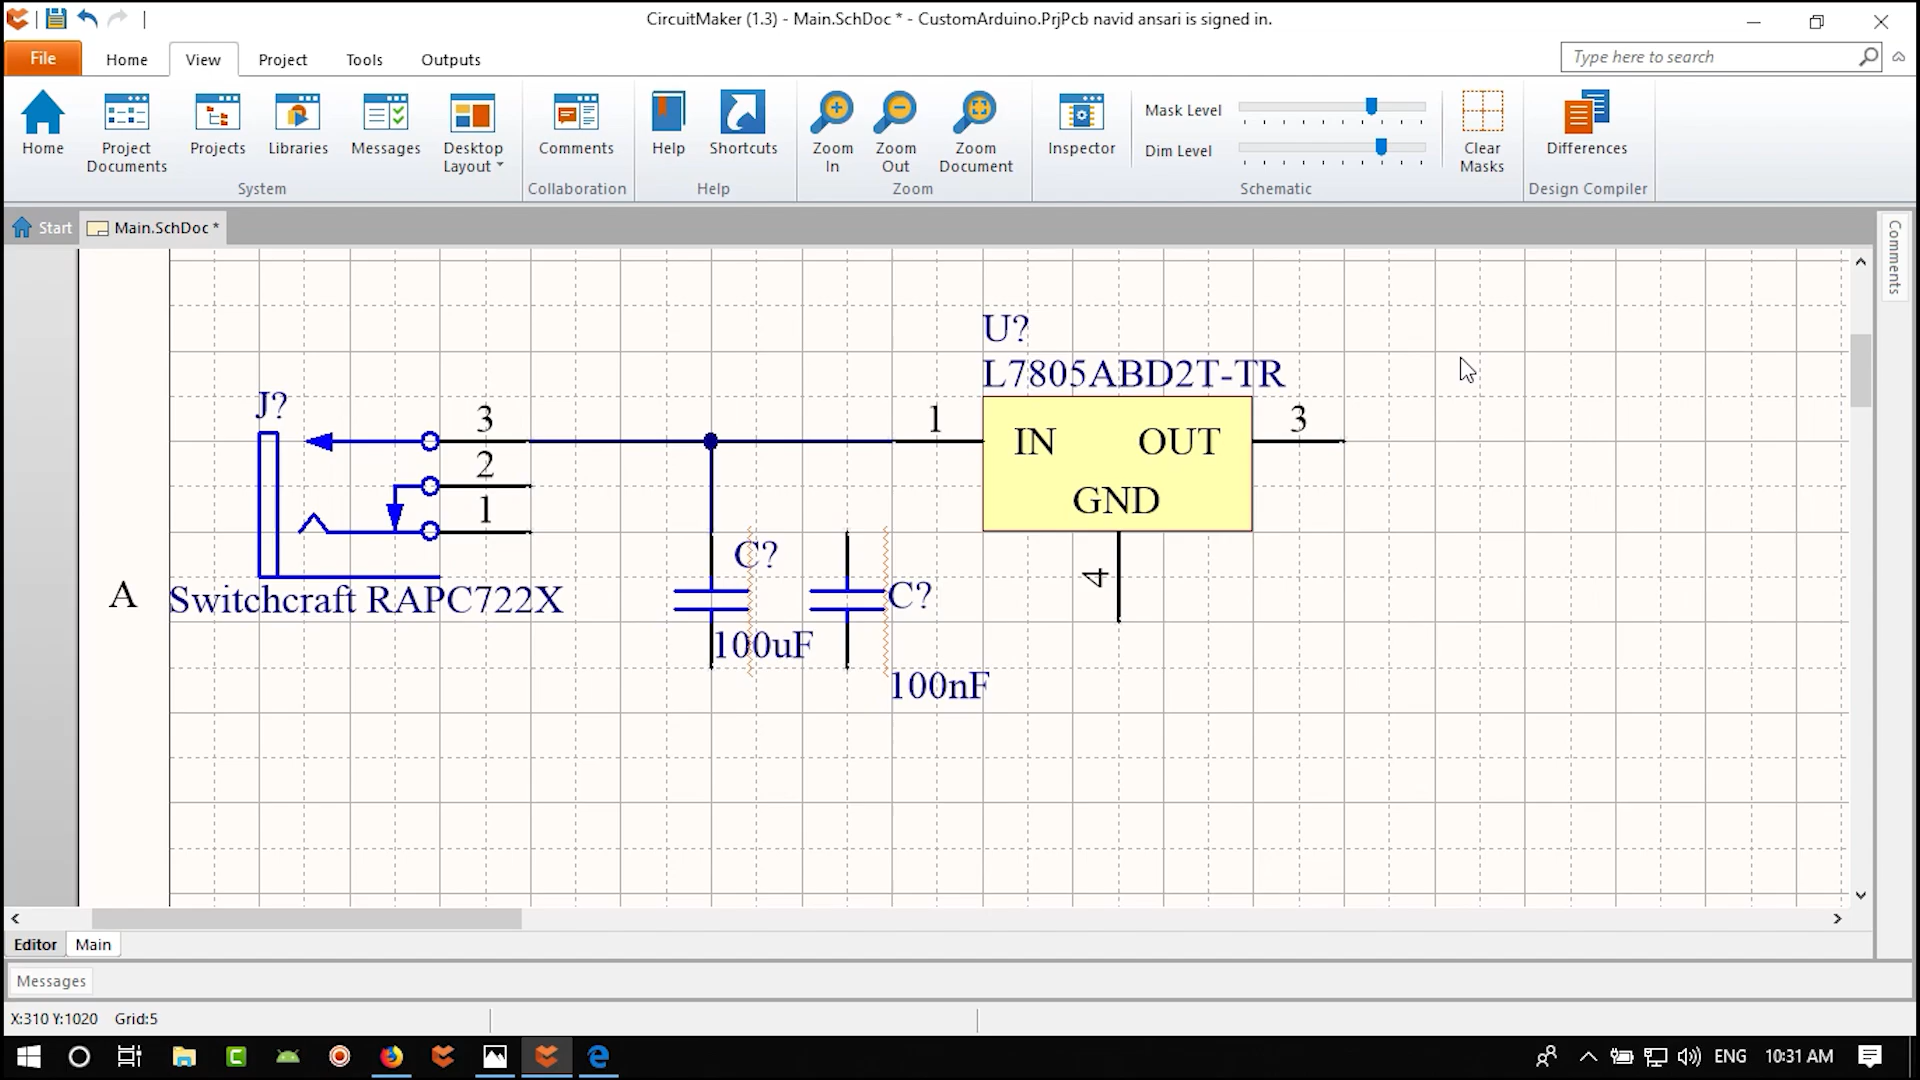 CircuitMaker (1.3) - Main.SchDoc * - CustomArduino.PrjPcb navid ansari is signed in.
File Home View Project Tools Outputs
Type here to search
Home
Project Documents
Projects
Libraries
Messages
Desktop Layout
System
Comments
Collaboration
Help
Shortcuts
Help
Zoom In
Zoom Out
Zoom Document
Zoom
Inspector
Mask Level
Dim Level
Clear Masks
Schematic
Differences
Design Compiler
Start
Main.SchDoc *
Comments
U?
L7805ABD2T-TR
J?
3
2
1
1
IN OUT
GND
3
4
A
Switchcraft RAPC722X
C?
100uF
C?
100nF
Editor Main
Messages
X:310 Y:1020 Grid:5
ENG 10:31 AM